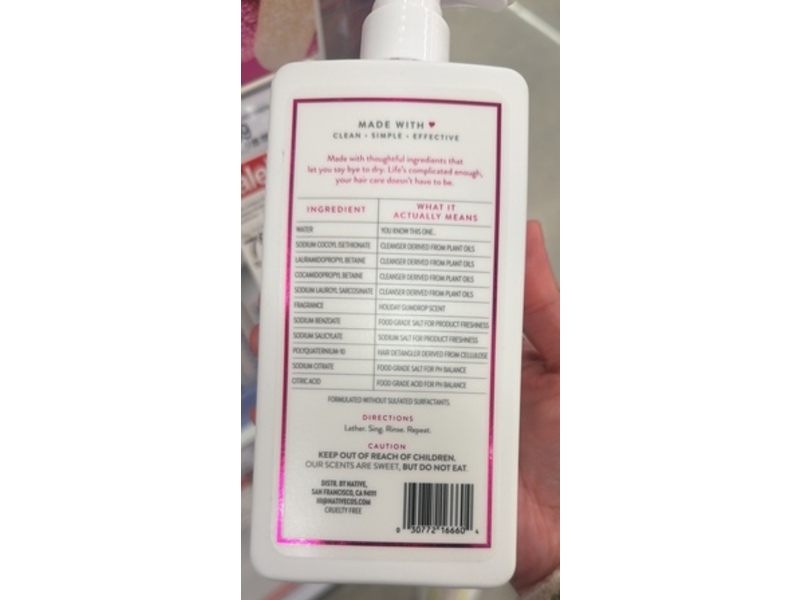 MADE WITH ♥
CLEAN • SIMPLE • EFFECTIVE
Made with thoughtful ingredients that
let you say bye to dry. Life's complicated enough,
your hair care doesn't have to be.
INGREDIENT WHAT IT ACTUALLY MEANS
WATER YOU KNOW THIS ONE...
SODIUM COCOYL ISETHIONATE CLEANSER DERIVED FROM PLANT OILS
LAURAMIDOPROPYL BETAINE CLEANSER DERIVED FROM PLANT OILS
COCAMIDOPROPYL BETAINE CLEANSER DERIVED FROM PLANT OILS
SODIUM LAUROYL SARCOSINATE CLEANSER DERIVED FROM PLANT OILS
FRAGRANCE HOLIDAY GUMDROP SCENT
SODIUM BENZOATE FOOD GRADE SALT FOR PRODUCT FRESHNESS
SODIUM SALICYLATE SODIUM SALT FOR PRODUCT FRESHNESS
POLYQUATERNIUM-10 HAIR DETANGLER DERIVED FROM CELLULOSE
SODIUM CITRATE FOOD GRADE SALT FOR PH BALANCE
CITRIC ACID FOOD GRADE ACID FOR PH BALANCE
FORMULATED WITHOUT SULFATED SURFACTANTS.
DIRECTIONS
Lather. Sing. Rinse. Repeat.
CAUTION
KEEP OUT OF REACH OF CHILDREN.
OUR SCENTS ARE SWEET, BUT DO NOT EAT.
DISTR. BY NATIVE,
SAN FRANCISCO, CA 94111
HI@NATIVECOS.COM
CRUELTY FREE
0 30772 16660 4